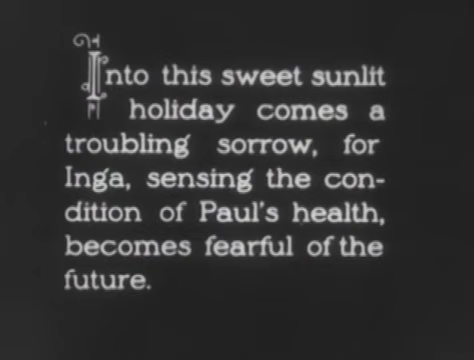 Into this sweet sunlit
holiday comes a
troubling sorrow, for
Inga, sensing the con-
dition of Paul's health,
becomes fearful of the
future.